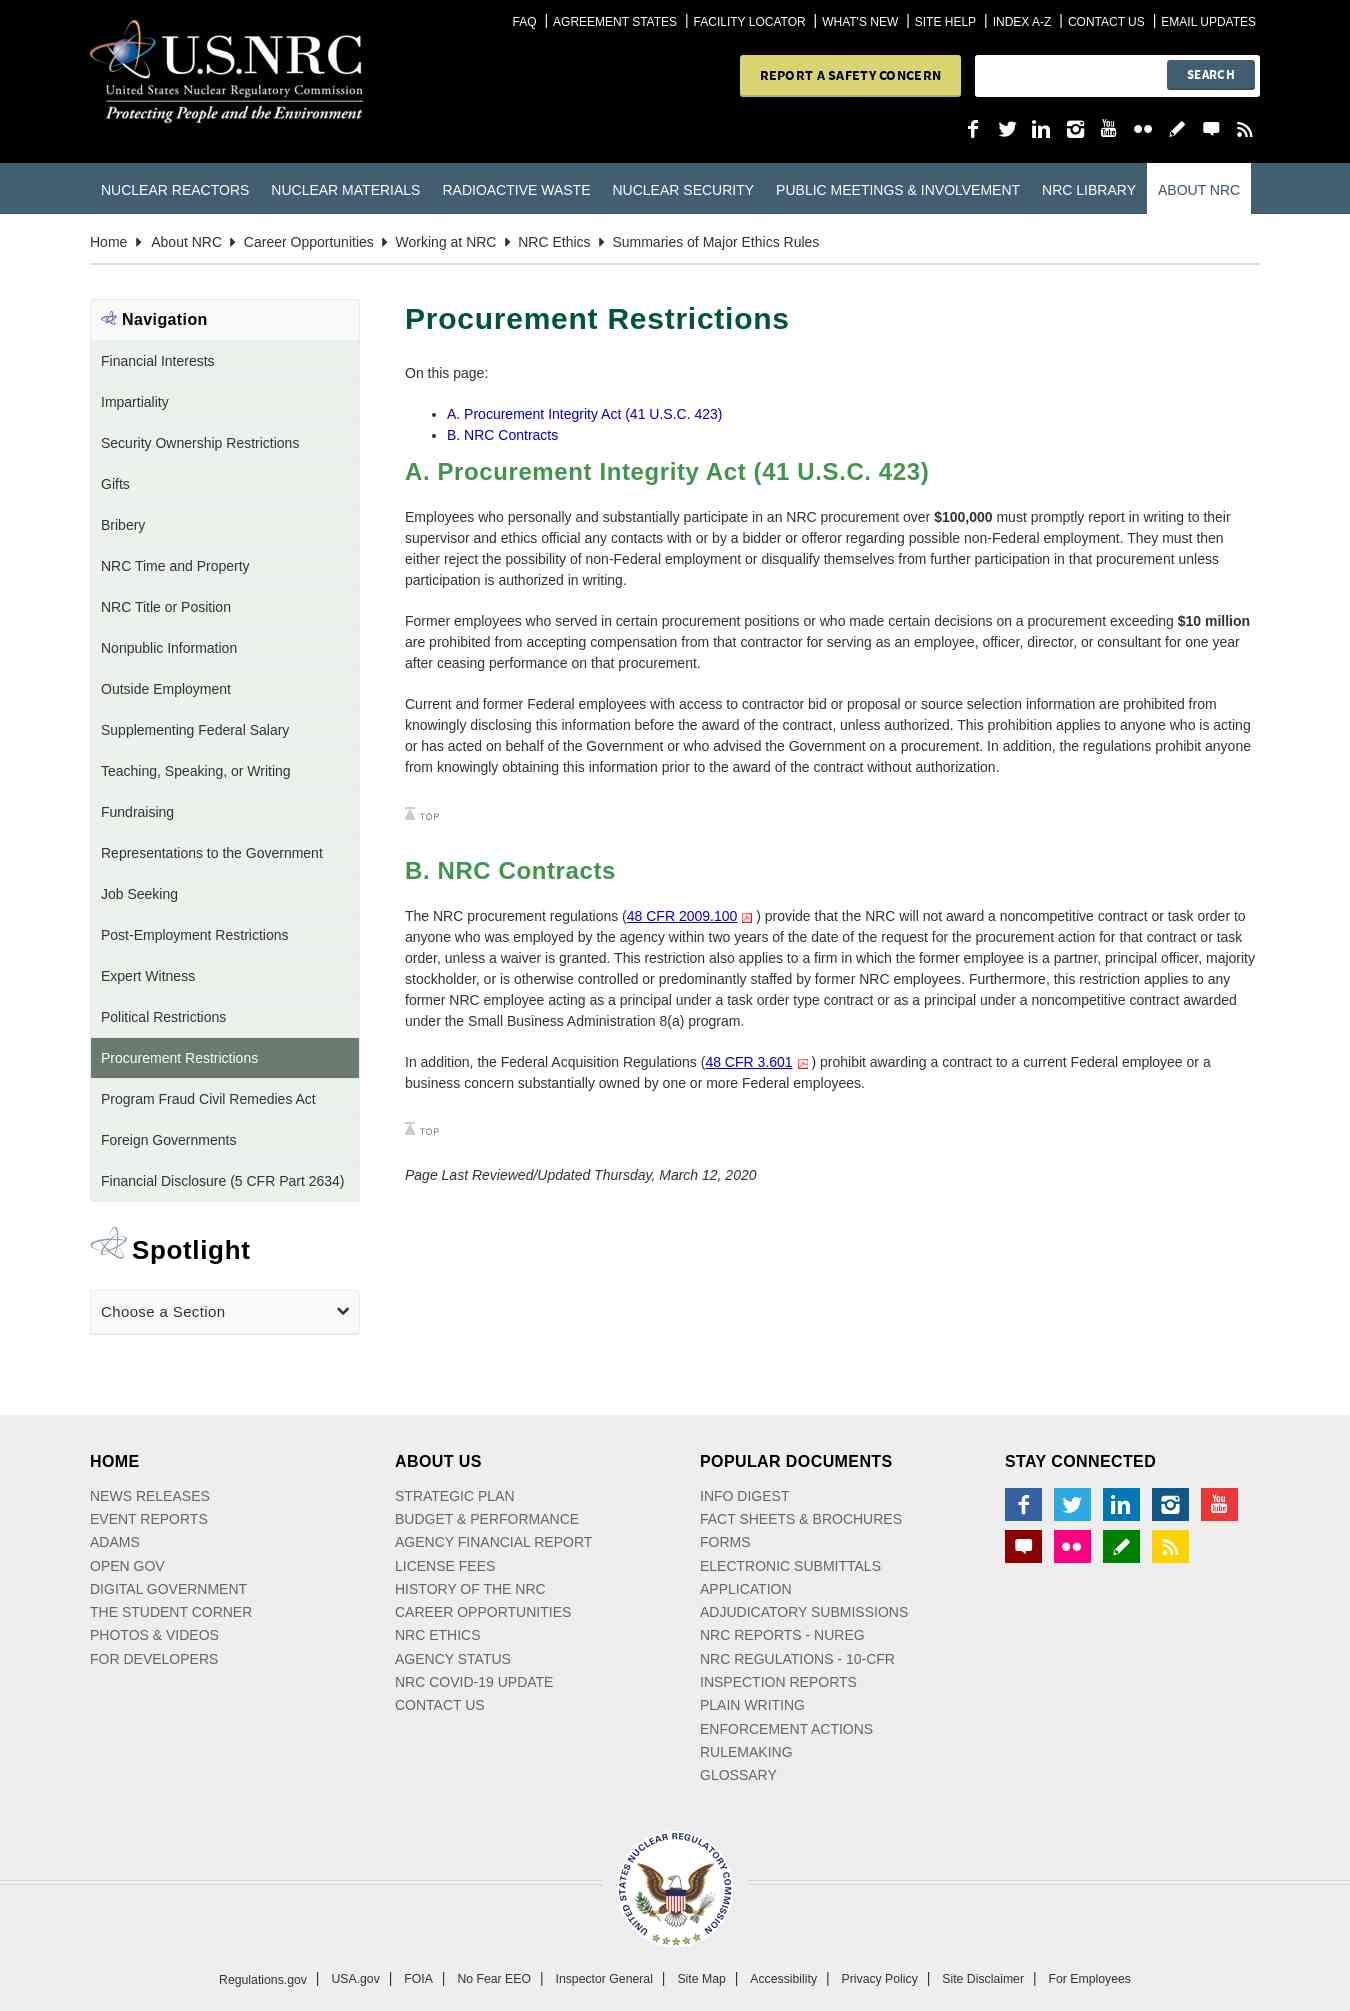 FAQ | AGREEMENT STATES | FACILITY LOCATOR | WHAT'S NEW | SITE HELP | INDEX A-Z | CONTACT US | EMAIL UPDATES
U.S.NRC
United States Nuclear Regulatory Commission
Protecting People and the Environment
REPORT A SAFETY CONCERN
SEARCH
You Tube
NUCLEAR REACTORS NUCLEAR MATERIALS RADIOACTIVE WASTE NUCLEAR SECURITY PUBLIC MEETINGS & INVOLVEMENT NRC LIBRARY ABOUT NRC
Home About NRC Career Opportunities Working at NRC NRC Ethics Summaries of Major Ethics Rules
Navigation
Financial Interests
Impartiality
Security Ownership Restrictions
Gifts
Bribery
NRC Time and Property
NRC Title or Position
Nonpublic Information
Outside Employment
Supplementing Federal Salary
Teaching, Speaking, or Writing
Fundraising
Representations to the Government
Job Seeking
Post-Employment Restrictions
Expert Witness
Political Restrictions
Procurement Restrictions
Program Fraud Civil Remedies Act
Foreign Governments
Financial Disclosure (5 CFR Part 2634)
Spotlight
Choose a Section
Procurement Restrictions
On this page:
• A. Procurement Integrity Act (41 U.S.C. 423)
• B. NRC Contracts
A. Procurement Integrity Act (41 U.S.C. 423)
Employees who personally and substantially participate in an NRC procurement over $100,000 must promptly report in writing to their
supervisor and ethics official any contacts with or by a bidder or offeror regarding possible non-Federal employment. They must then
either reject the possibility of non-Federal employment or disqualify themselves from further participation in that procurement unless
participation is authorized in writing.
Former employees who served in certain procurement positions or who made certain decisions on a procurement exceeding $10 million
are prohibited from accepting compensation from that contractor for serving as an employee, officer, director, or consultant for one year
after ceasing performance on that procurement.
Current and former Federal employees with access to contractor bid or proposal or source selection information are prohibited from
knowingly disclosing this information before the award of the contract, unless authorized. This prohibition applies to anyone who is acting
or has acted on behalf of the Government or who advised the Government on a procurement. In addition, the regulations prohibit anyone
from knowingly obtaining this information prior to the award of the contract without authorization.
TOP
B. NRC Contracts
The NRC procurement regulations (48 CFR 2009.100 ) provide that the NRC will not award a noncompetitive contract or task order to
anyone who was employed by the agency within two years of the date of the request for the procurement action for that contract or task
order, unless a waiver is granted. This restriction also applies to a firm in which the former employee is a partner, principal officer, majority
stockholder, or is otherwise controlled or predominantly staffed by former NRC employees. Furthermore, this restriction applies to any
former NRC employee acting as a principal under a task order type contract or as a principal under a noncompetitive contract awarded
under the Small Business Administration 8(a) program.
In addition, the Federal Acquisition Regulations (48 CFR 3.601 ) prohibit awarding a contract to a current Federal employee or a
business concern substantially owned by one or more Federal employees.
TOP
Page Last Reviewed/Updated Thursday, March 12, 2020
HOME
NEWS RELEASES
EVENT REPORTS
ADAMS
OPEN GOV
DIGITAL GOVERNMENT
THE STUDENT CORNER
PHOTOS & VIDEOS
FOR DEVELOPERS
ABOUT US
STRATEGIC PLAN
BUDGET & PERFORMANCE
AGENCY FINANCIAL REPORT
LICENSE FEES
HISTORY OF THE NRC
CAREER OPPORTUNITIES
NRC ETHICS
AGENCY STATUS
NRC COVID-19 UPDATE
CONTACT US
POPULAR DOCUMENTS
INFO DIGEST
FACT SHEETS & BROCHURES
FORMS
ELECTRONIC SUBMITTALS
APPLICATION
ADJUDICATORY SUBMISSIONS
NRC REPORTS - NUREG
NRC REGULATIONS - 10-CFR
INSPECTION REPORTS
PLAIN WRITING
ENFORCEMENT ACTIONS
RULEMAKING
GLOSSARY
STAY CONNECTED
You Tube
UNITED STATES NUCLEAR REGULATORY COMMISSION
Regulations.gov | USA.gov | FOIA | No Fear EEO | Inspector General | Site Map | Accessibility | Privacy Policy | Site Disclaimer | For Employees